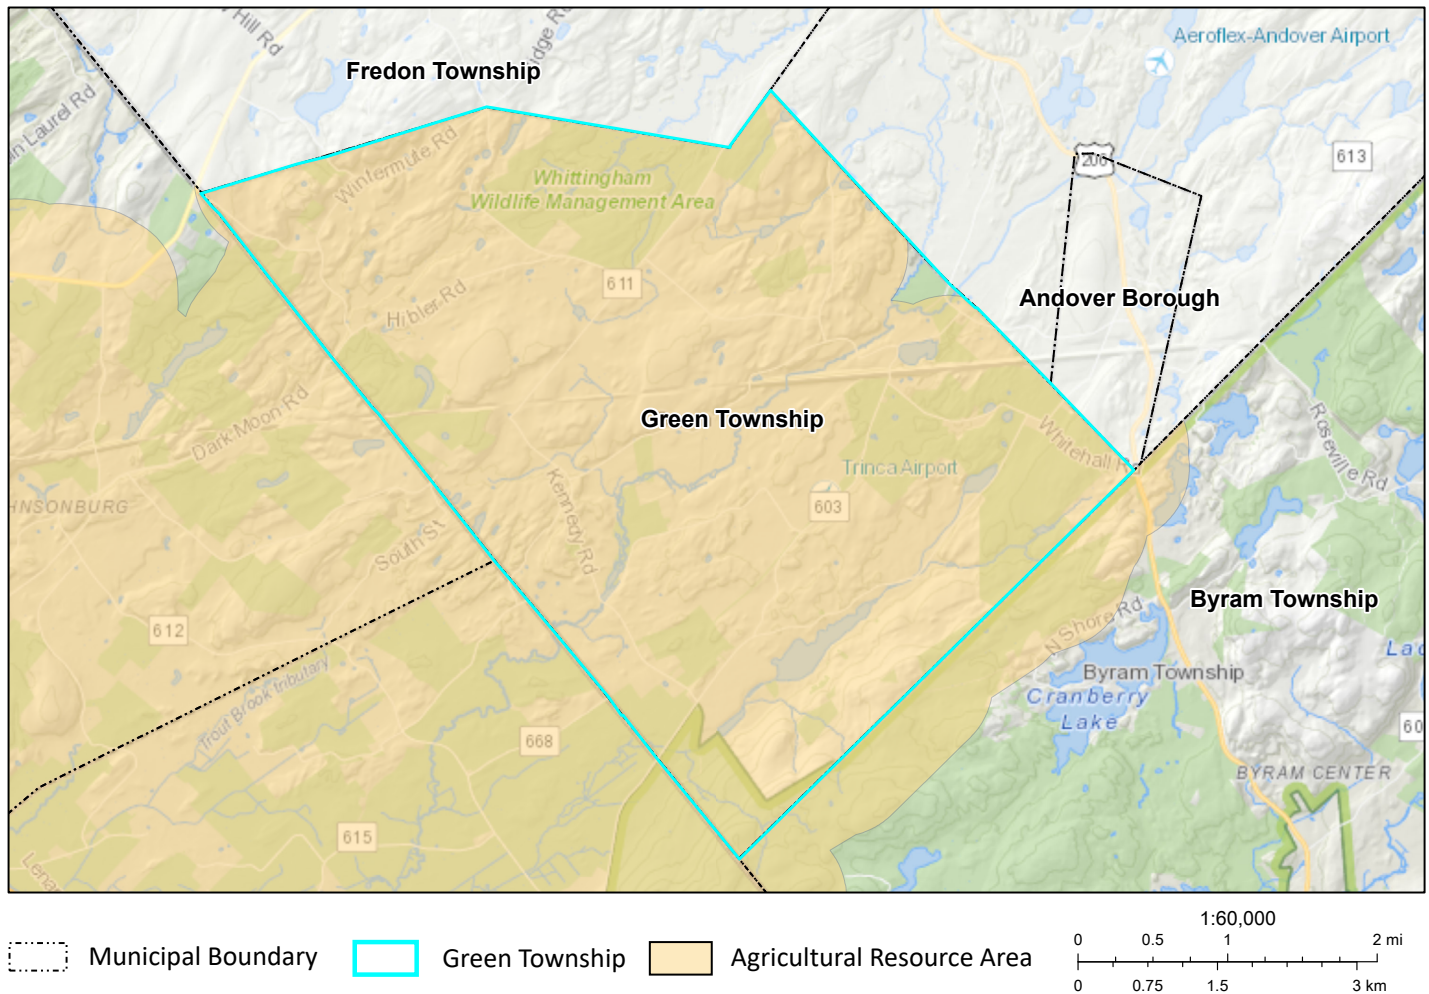 Hill Rd
Aeroflex-Andover Airport
Fredon Township
Laurel Rd
613
206
Wintermute Rd
Whittingham
Wildlife Management Area
611
Hibler Rd
Andover Borough
Green Township
Dark Moon Rd
Whitehall
Roseville Rd
Trinca Airport
603
Kennedy Rd
HNSONBURG
South St
Byram Township
N Shore Rd
612
Byram Township
Cranberry
Lake
Trout Brook tributary
668
60
BYRAM CENTER
615
1:60,000
0 0.5 1 2 mi
Municipal Boundary
Green Township
Agricultural Resource Area
0 0.75 1.5 3 km